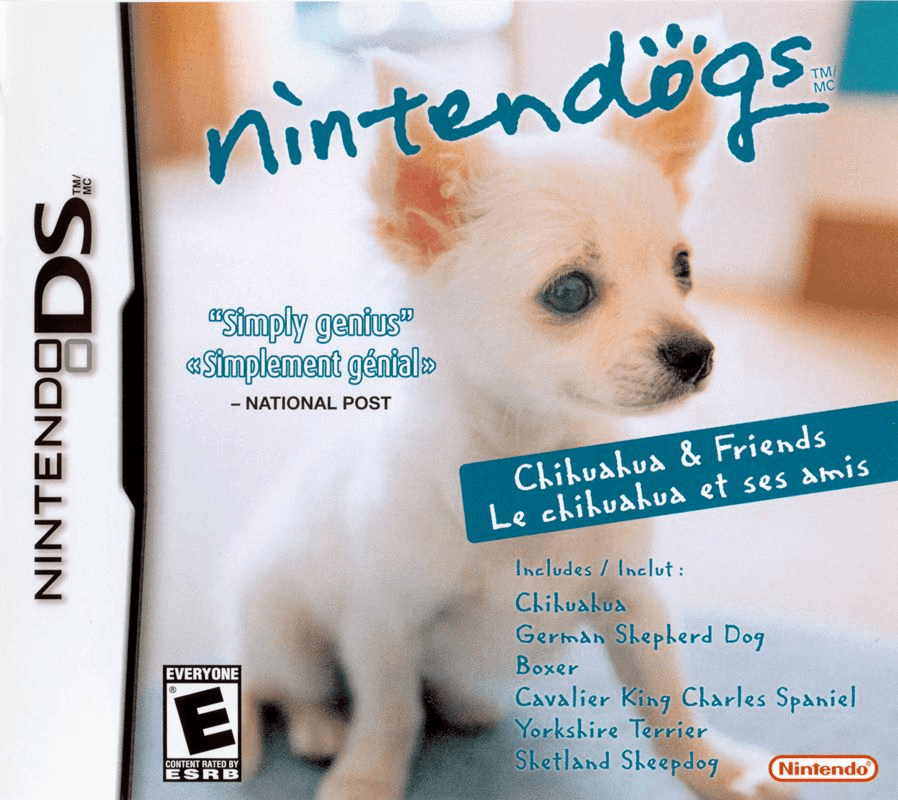 nintendögs TM/MC
NINTENDO DS TM/MC
"Simply genius"
«Simplement génial»
– NATIONAL POST
Chihuahua & Friends
Le chihuahua et ses amis
Includes / Inclut :
Chihuahua
German Shepherd Dog
Boxer
Cavalier King Charles Spaniel
Yorkshire Terrier
Shetland Sheepdog
EVERYONE
E
®
CONTENT RATED BY
ESRB
Nintendo®